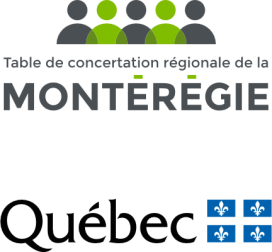 Table de concertation régionale de la
MONTÉRÉGIE
Québec